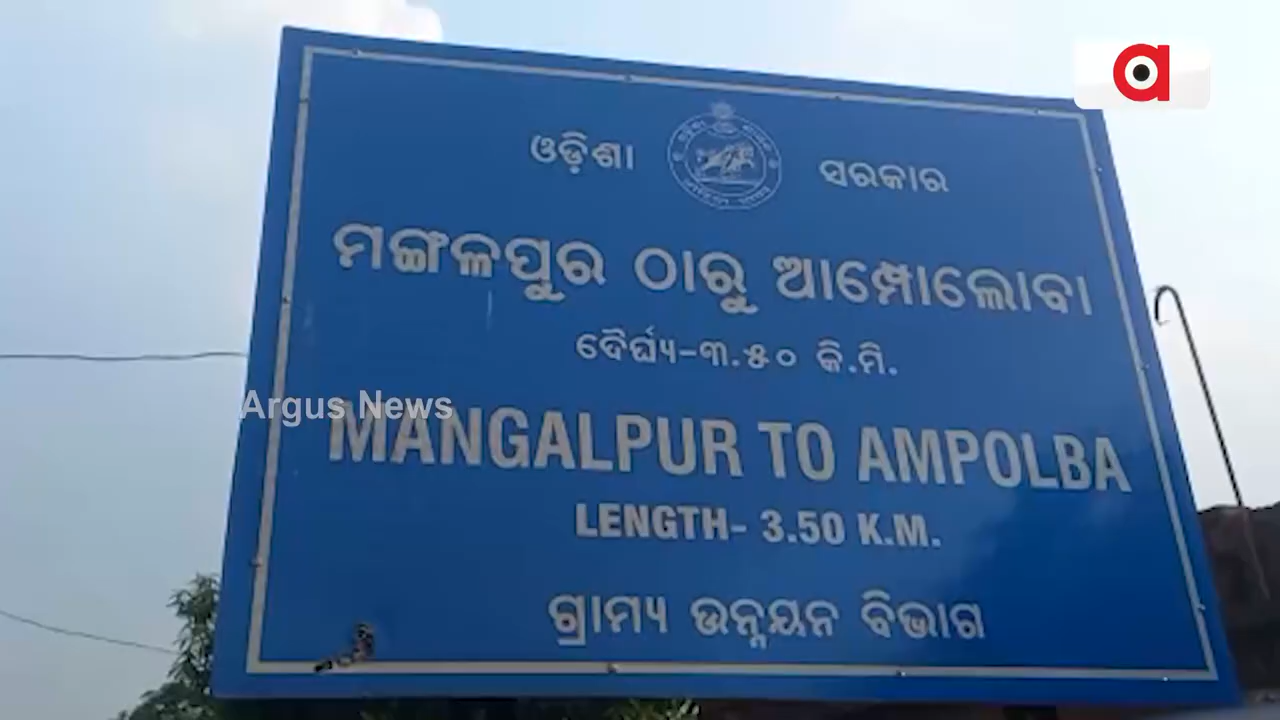 ଓଡ଼ିଶା ସରକାର
ମଙ୍ଗଳପୁର ଠାରୁ ଆମ୍ପୋଲୋବା
ଦୈର୍ଘ୍ୟ-୩.୫୦ କି.ମି.
Argus News
MANGALPUR TO AMPOLBA
LENGTH- 3.50 K.M.
ଗ୍ରାମ୍ୟ ଉନ୍ନୟନ ବିଭାଗ